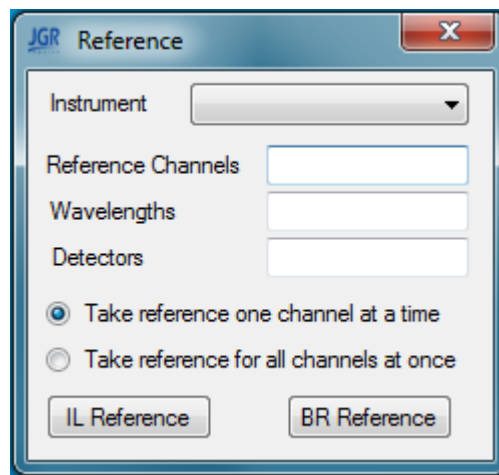 JGR Reference
Instrument
Reference Channels
Wavelengths
Detectors
Take reference one channel at a time
Take reference for all channels at once
IL Reference BR Reference